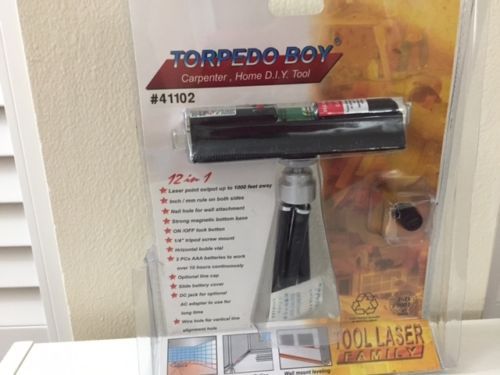 TORPEDO BOY®
Carpenter , Home D.I.Y. Tool
#41102
12 in 1
Laser point output up to 1000 feet away
Inch / mm rule on both sides
Nail hole for wall attachment
Strong magnetic bottom base
ON /OFF lock button
1/4" tripod screw mount
Horizontal buble vial
3 PCs AAA batteries to work
over 10 hours continuously
Optional line cap
Slide battery cover
DC jack for optional
AC adapter to use for
long time
Wire hole for vertical line
alignment hole
TOOL LASER
FAMILY
Wall mount leveling